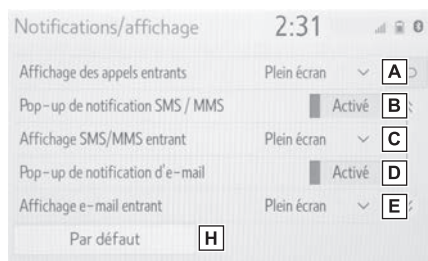 Notifications/affichage 2:31
Affichage des appels entrants Plein écran A
Pop-up de notification SMS / MMS Activé B
Affichage SMS/MMS entrant Plein écran C
Pop-up de notification d'e-mail Activé D
Affichage e-mail entrant Plein écran E
Par défaut H